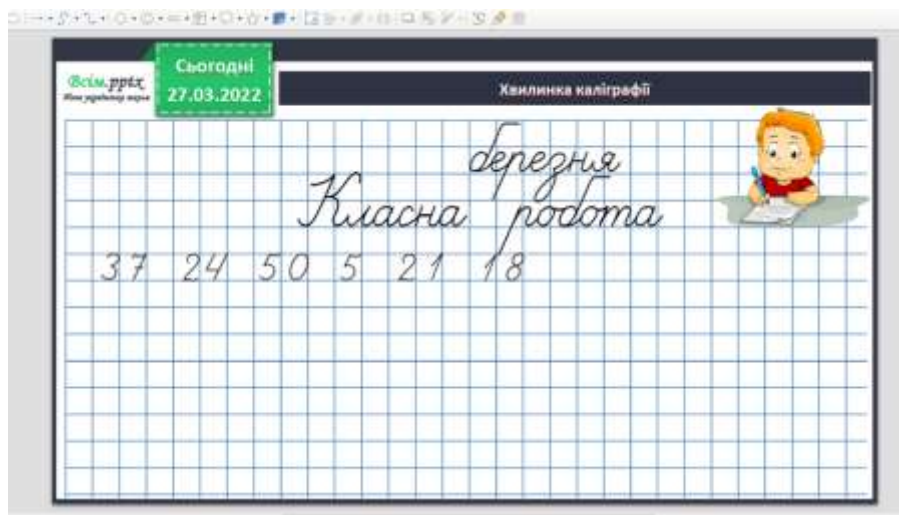 Всім.pptx
Сьогодні
27.03.2022
Хвилинка каліграфії
березня
Класна робота
37 24 50 5 21 18